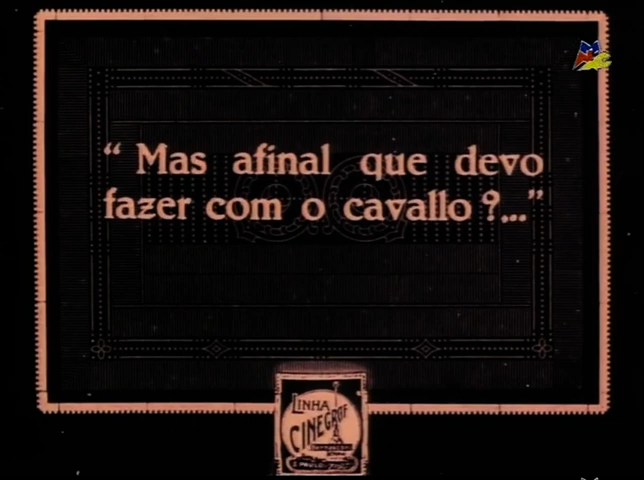 “ Mas afinal que devo
fazer com o cavallo ?...”
LINHA
CINEGRAF